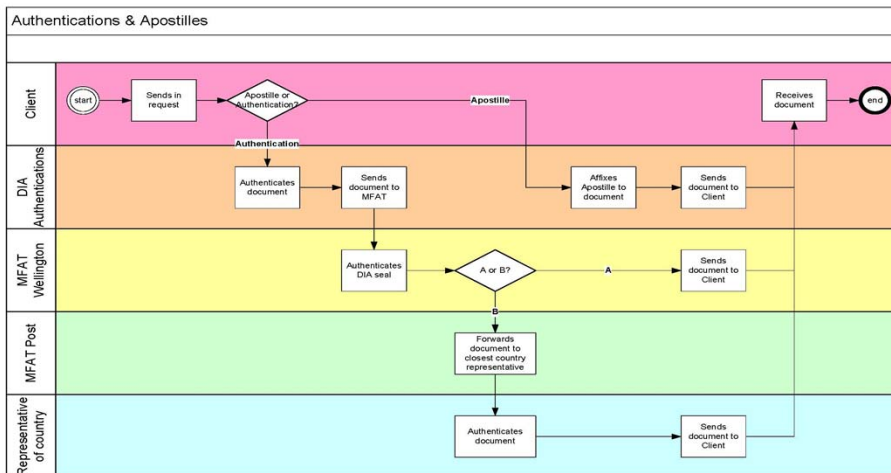 Authentications & Apostilles
Client
start
Sends in
request
Apostille or
Authentication?
Apostille
Receives
document
end
Authentication
DIA
Authentications
Authenticates
document
Sends
document to
MFAT
Affixes
Apostille to
document
Sends
document to
Client
MFAT
Wellington
Authenticates
DIA seal
A or B?
A
Sends
document to
Client
B
MFAT Post
Forwards
document to
closest country
representative
Representative
of country
Authenticates
document
Sends
document to
Client